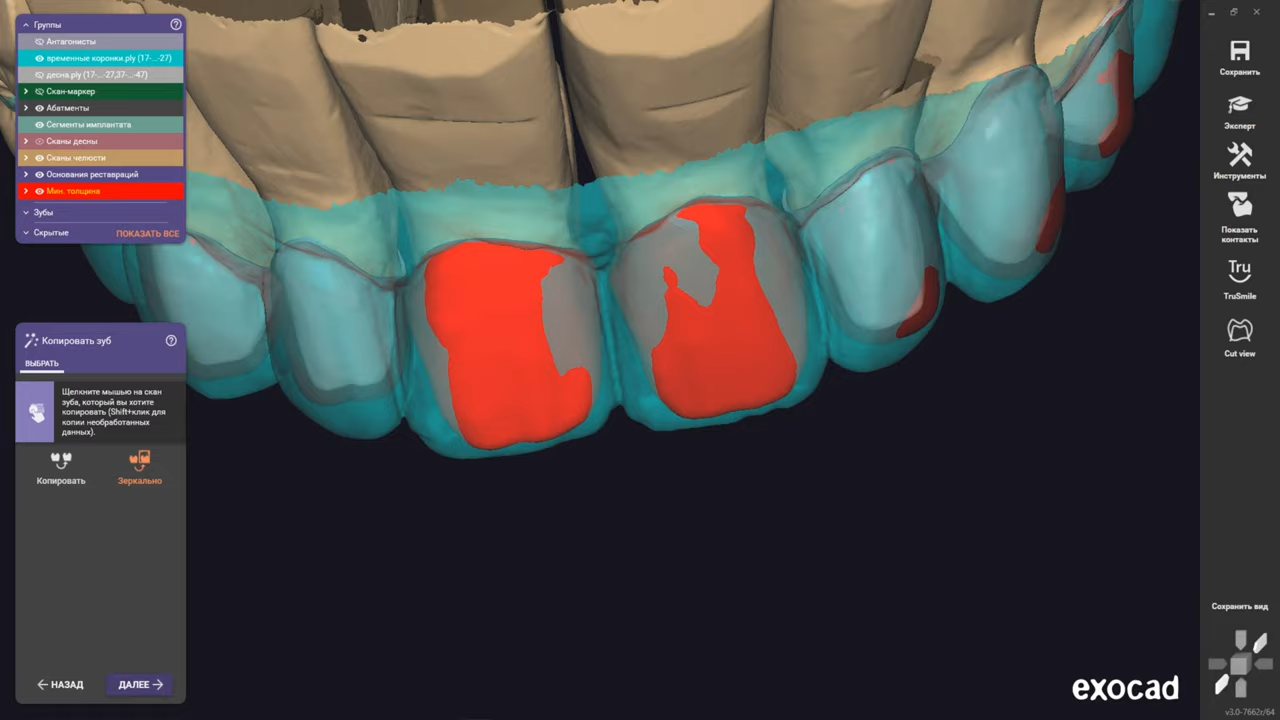 Группы
Антагонисты
временные коронки.ply (17-...-27)
десна.ply (17-...-27,37-...-47)
Скан-маркер
Абатменты
Сегменты имплантата
Сканы десны
Сканы челюсти
Основания реставраций
Мин. толщина
Зубы
Скрытые
ПОКАЗАТЬ ВСЕ
Копировать зуб
ВЫБРАТЬ
Щелкните мышью на скан
зуба, который вы хотите
копировать (Shift+клик для
копии необработанных
данных).
Копировать
Зеркально
НАЗАД
ДАЛЕЕ
Сохранить
Эксперт
Инструменты
Показать
контакты
Tru
TruSmile
Cut view
Сохранить вид
exocad
v3.0-7662r/64